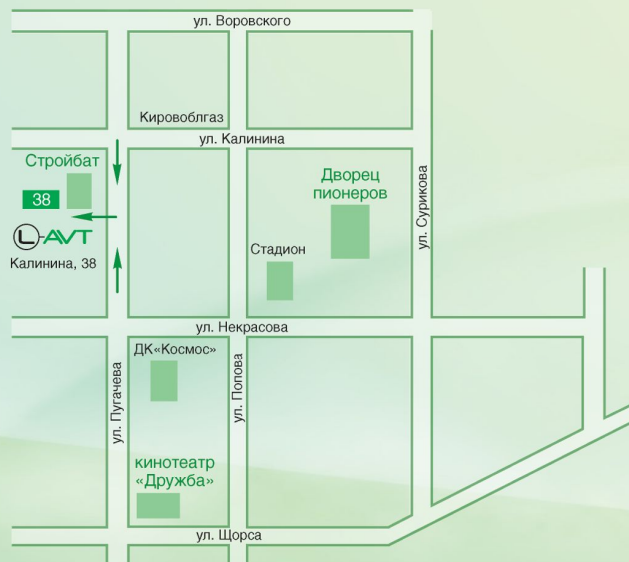 ул. Воровского
Кировоблгаз
ул. Калинина
Стройбат
38
L-AVT
Калинина, 38
Дворец
пионеров
ул. Сурикова
Стадион
ул. Некрасова
ДК«Космос»
ул. Пугачева
ул. Попова
кинотеатр
«Дружба»
ул. Щорса